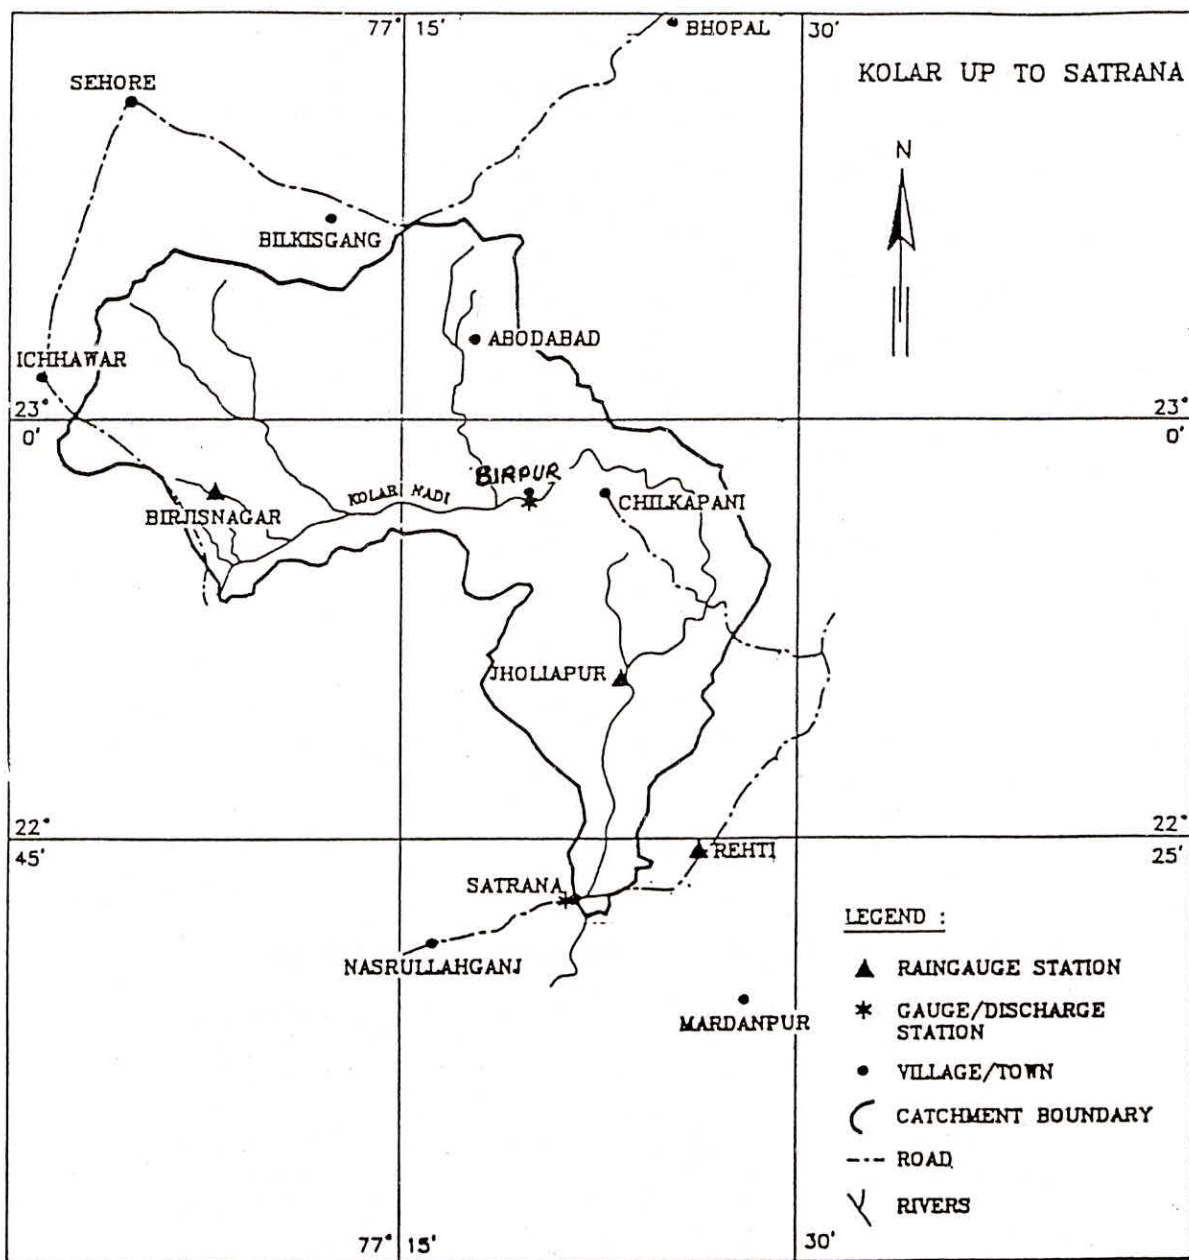 77° 15'
BHOPAL
30'
KOLAR UP TO SATRANA
SEHORE
N
BILKISGANG
ABODABAD
ICHHAWAR
23°
0'
23°
0'
BIRPUR
KOLAR NADI
CHILKAPANI
BIRJISNAGAR
JHOLIAPUR
22°
45'
22°
25'
REHTI
SATRANA
NASRULLAHGANJ
MARDANPUR
LEGEND :
RAINGAUGE STATION
GAUGE/DISCHARGE
STATION
VILLAGE/TOWN
CATCHMENT BOUNDARY
ROAD
RIVERS
77° 15'
30'